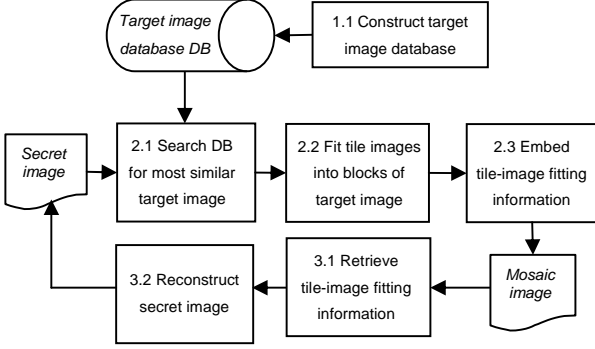 Target image
database DB
1.1 Construct target
image database
Secret
image
2.1 Search DB
for most similar
target image
2.2 Fit tile images
into blocks of
target image
2.3 Embed
tile-image fitting
information
3.2 Reconstruct
secret image
3.1 Retrieve
tile-image fitting
information
Mosaic
image